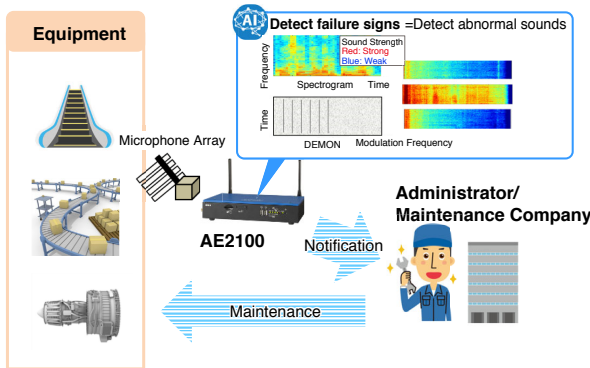 Equipment
AI
Detect failure signs =Detect abnormal sounds
Frequency
Sound Strength
Red: Strong
Blue: Weak
Spectrogram Time
Time
DEMON Modulation Frequency
Microphone Array
AE2100
Administrator/
Maintenance Company
Notification
Maintenance